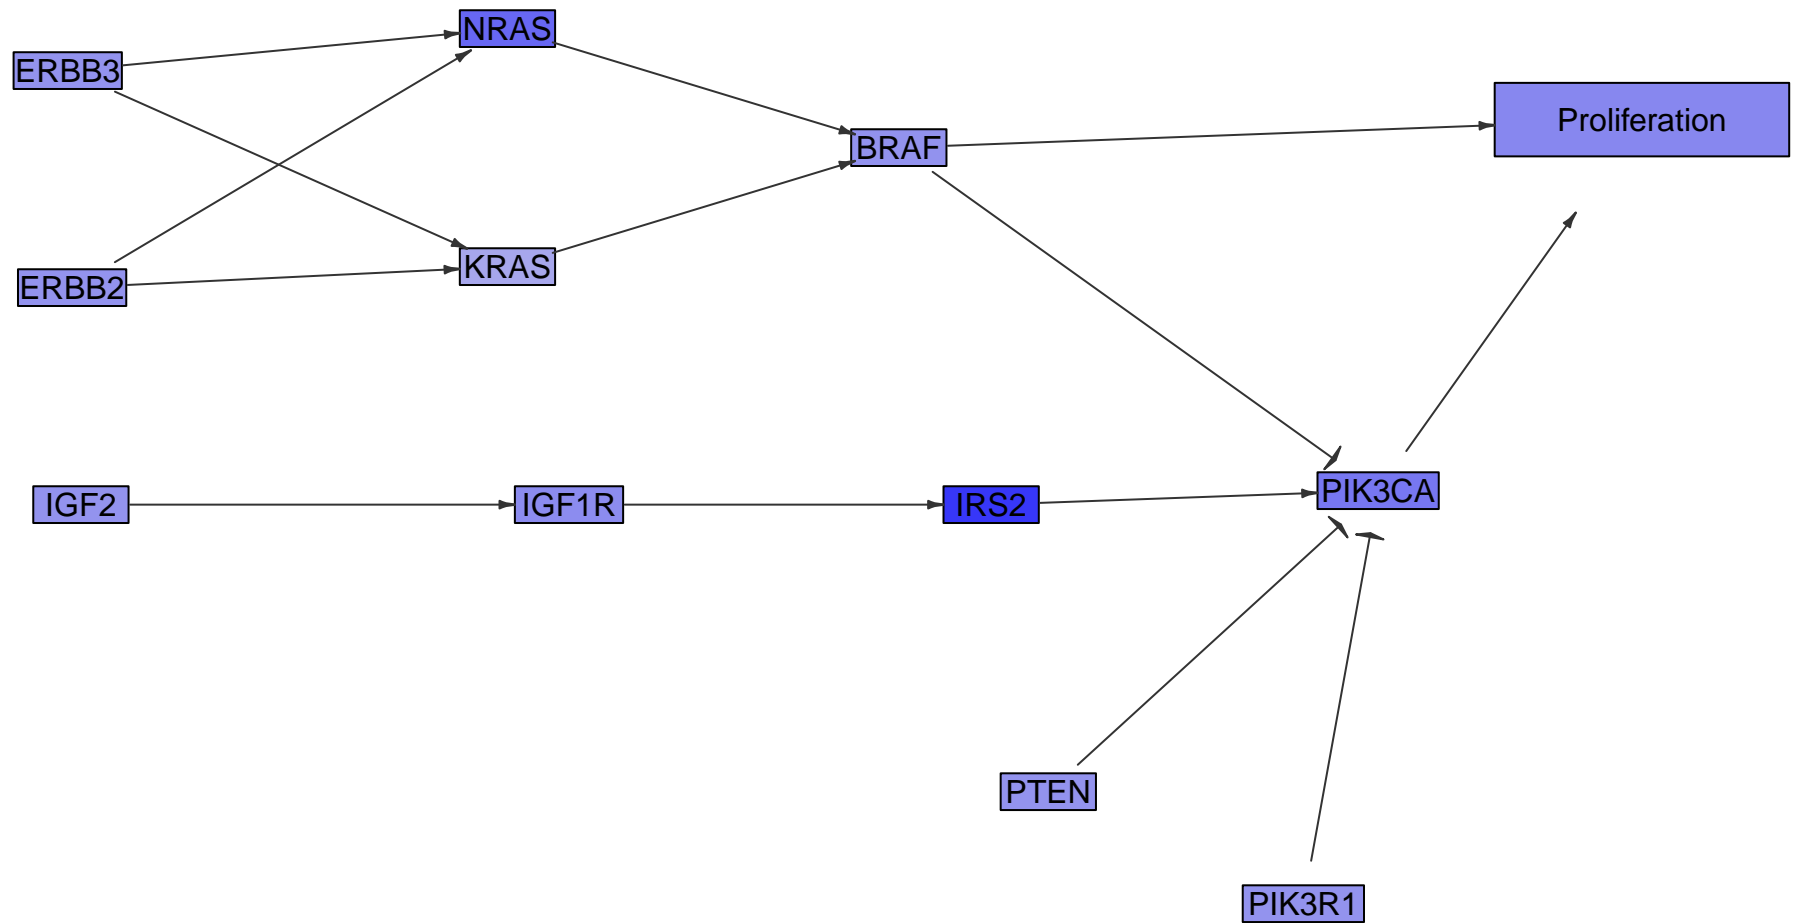 NRAS
ERBB3
Proliferation
BRAF
KRAS
ERBB2
PIK3CA
IGF2
IGF1R
IRS2
PTEN
PIK3R1